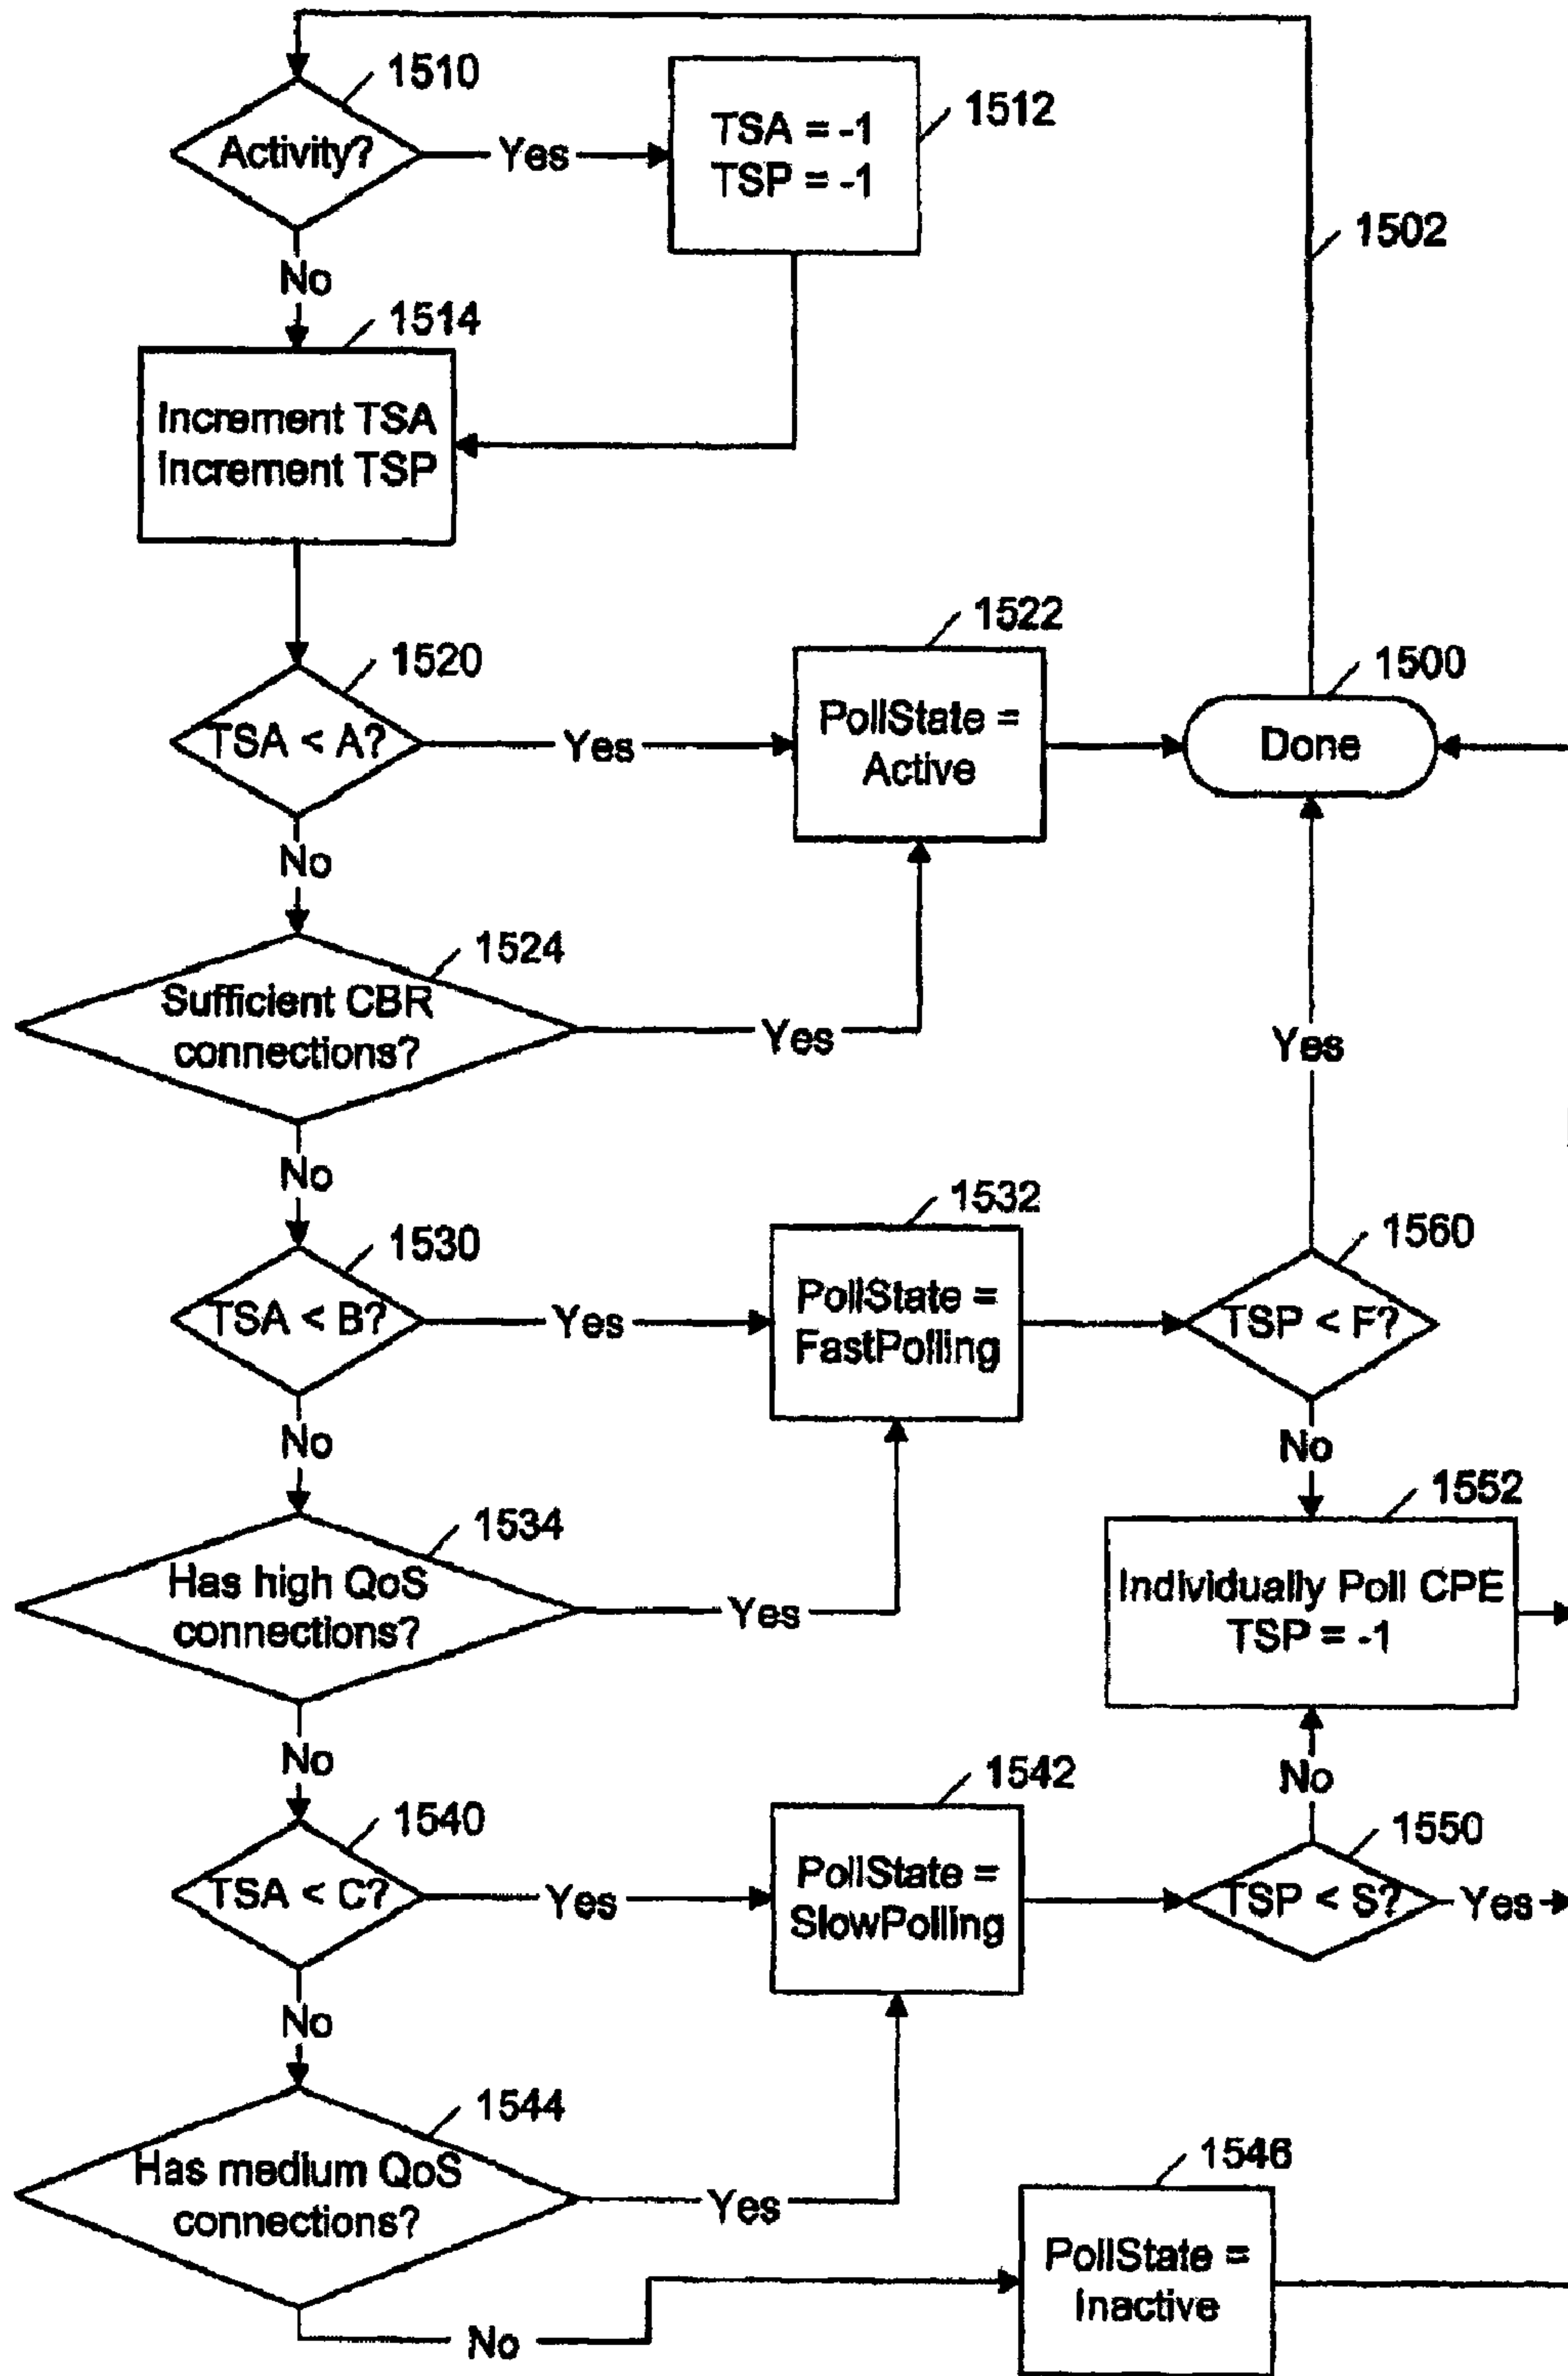 1510
Activity?
Yes
TSA = -1
TSP = -1
1512
1502
No
1514
Increment TSA
Increment TSP
1520
TSA < A?
Yes
1522
PollState =
Active
1500
Done
No
1524
Sufficient CBR
connections?
Yes
Yes
No
1530
TSA < B?
Yes
1532
PollState =
FastPolling
1560
TSP < F?
No
No
1534
Has high QoS
connections?
Yes
1552
Individually Poll CPE
TSP = -1
No
No
1540
TSA < C?
Yes
1542
PollState =
SlowPolling
1550
TSP < S?
Yes
No
1544
Has medium QoS
connections?
Yes
1546
PollState =
Inactive
No